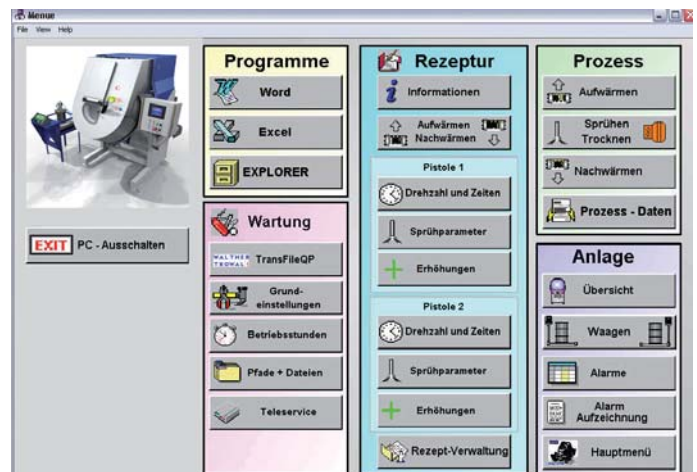 Menue
File View Help
EXIT PC - Ausschalten
Programme
Word
Excel
EXPLORER
Wartung
WALTHER
TROWAL
TransFileQP
Grund-
einstellungen
Betriebsstunden
Pfade + Dateien
Teleservice
Rezeptur
Informationen
Aufwärmen
Nachwärmen
Pistole 1
Drehzahl und Zeiten
Sprühparameter
Erhöhungen
Pistole 2
Drehzahl und Zeiten
Sprühparameter
Erhöhungen
Rezept-Verwaltung
Prozess
Aufwärmen
Sprühen
Trocknen
Nachwärmen
Prozess - Daten
Anlage
Übersicht
Waagen
Alarme
Alarm
Aufzeichnung
Hauptmenü